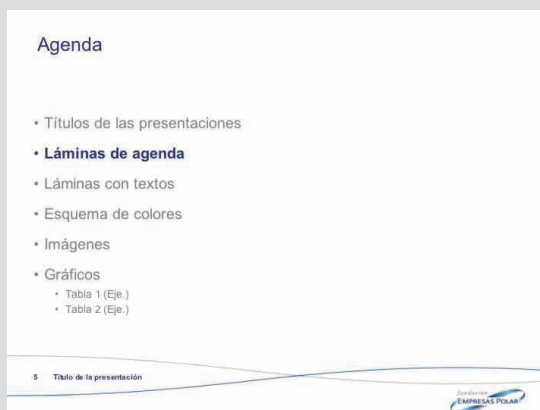 Agenda
• Títulos de las presentaciones
• Láminas de agenda
• Láminas con textos
• Esquema de colores
• Imágenes
• Gráficos
• Tabla 1 (Eje.)
• Tabla 2 (Eje.)
5 Título de la presentación
Fundación
EMPRESAS POLAR